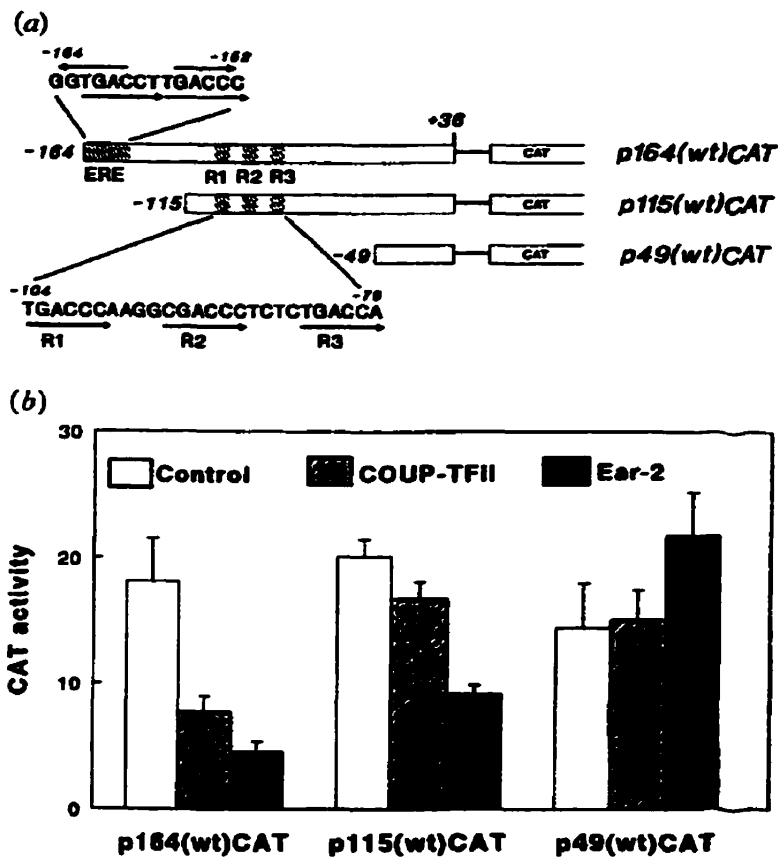 (a)
-164 -152
GGTGACCTTGACCC
+36
-164 CAT p164(wt)CAT
ERE R1 R2 R3
-115 CAT p115(wt)CAT
-49 CAT p49(wt)CAT
-104 -79
TGACCCAAGGCGACCCTCTCTGACCA
R1 R2 R3
(b)
30
Control COUP-TFII Ear-2
20
CAT activity
10
0
p164(wt)CAT p115(wt)CAT p49(wt)CAT